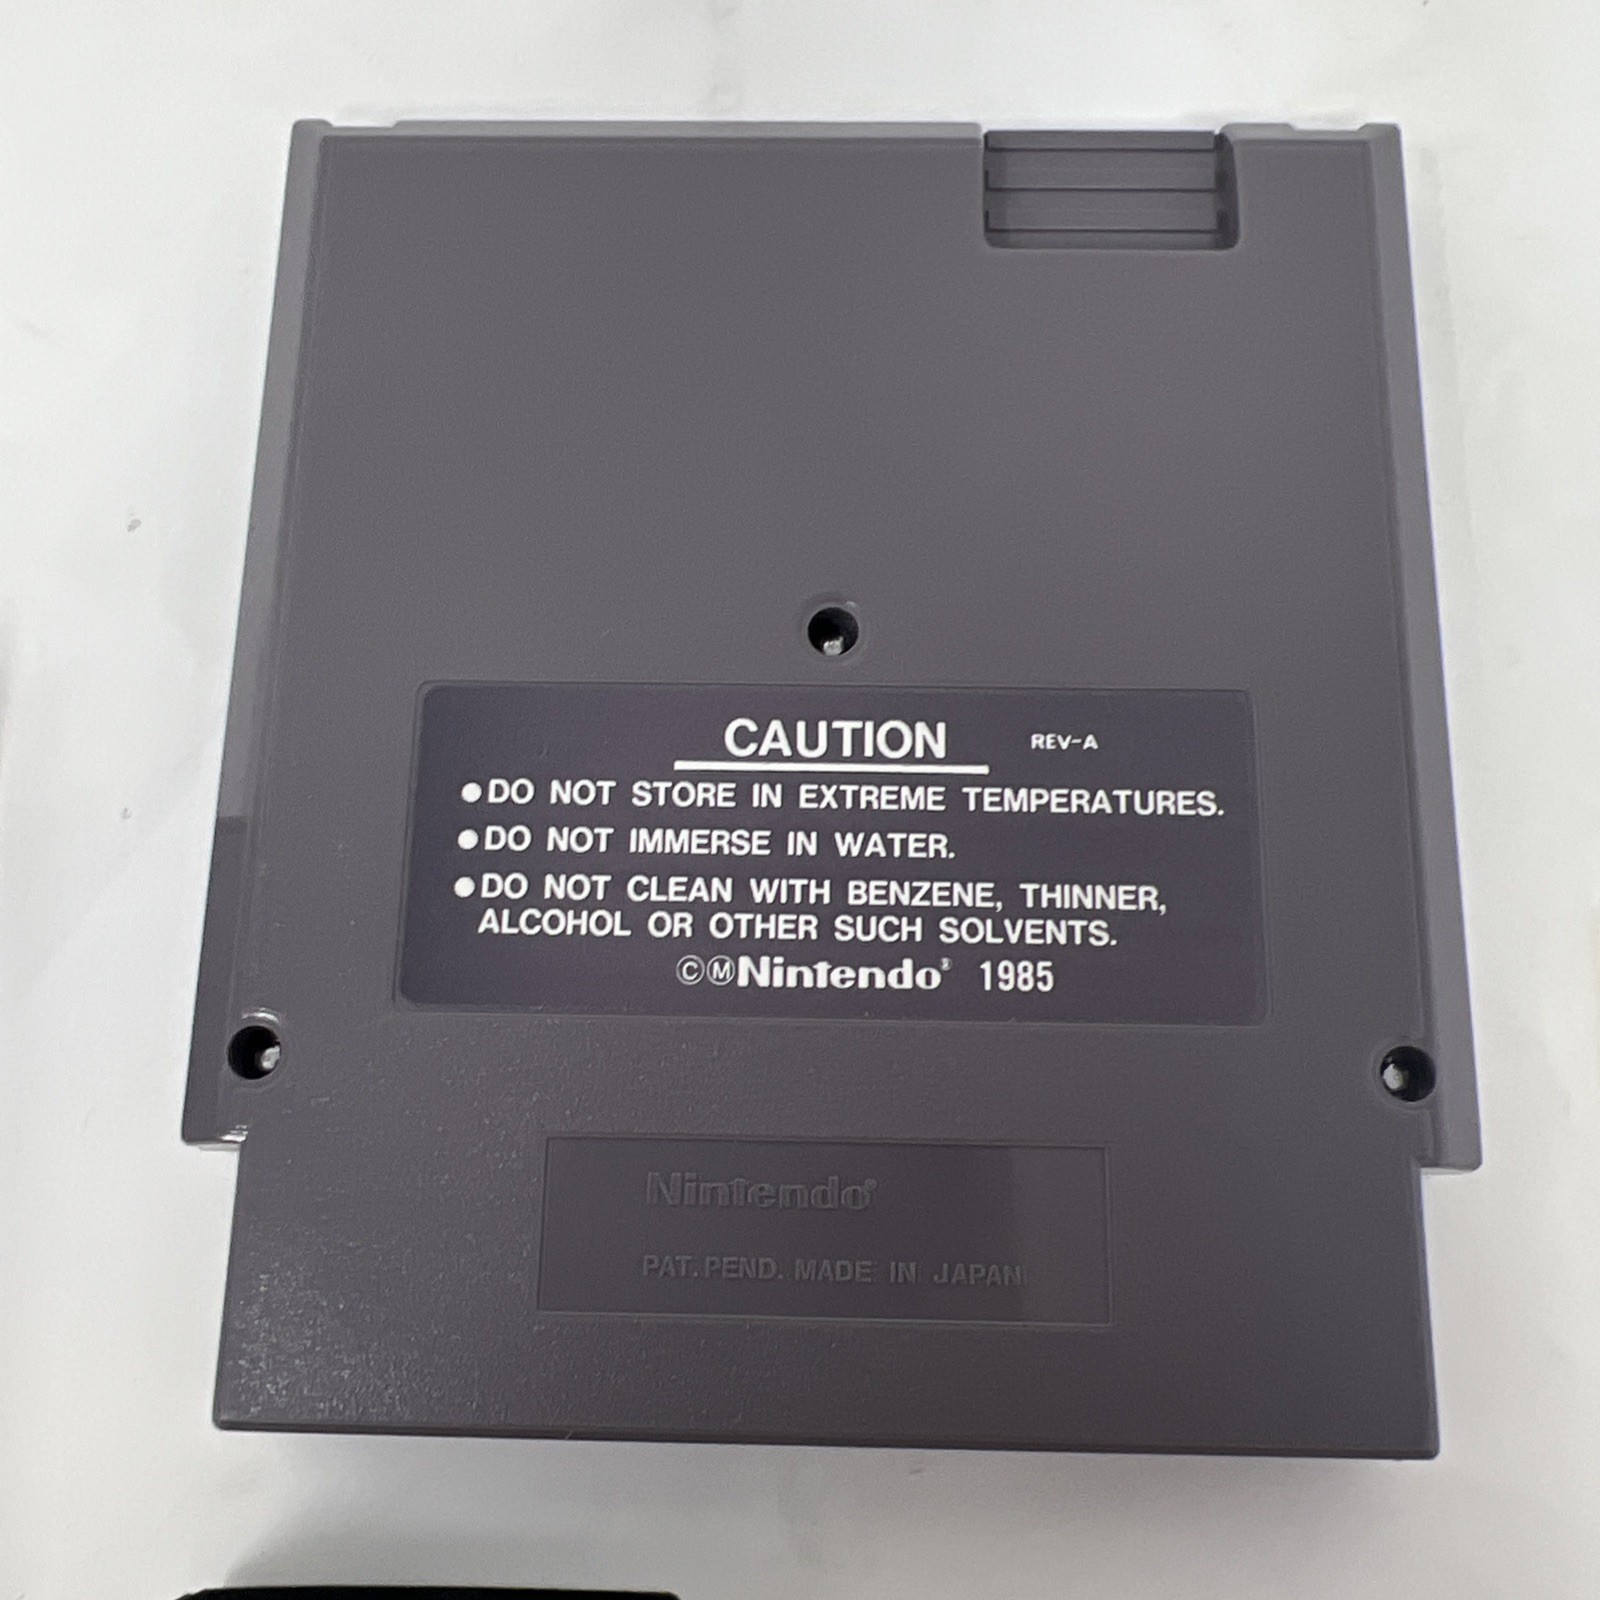 CAUTION REV-A
●DO NOT STORE IN EXTREME TEMPERATURES.
●DO NOT IMMERSE IN WATER.
●DO NOT CLEAN WITH BENZENE, THINNER,
ALCOHOL OR OTHER SUCH SOLVENTS.
©ⓂNintendo® 1985
Nintendo®
PAT. PEND. MADE IN JAPAN